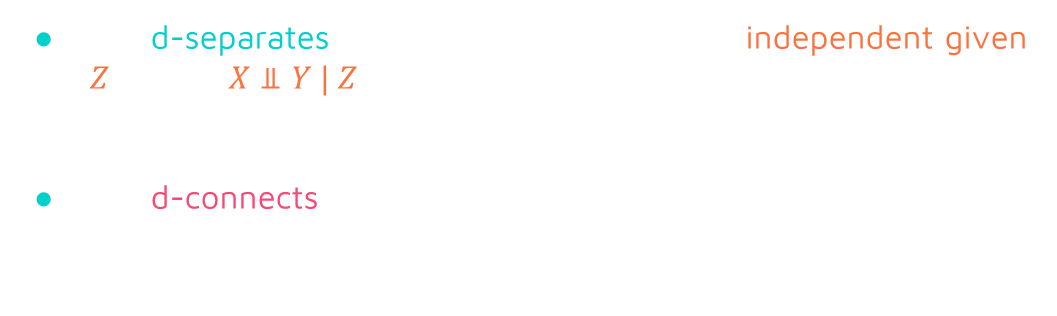 • d-separates independent given
Z X ⫫ Y | Z
• d-connects